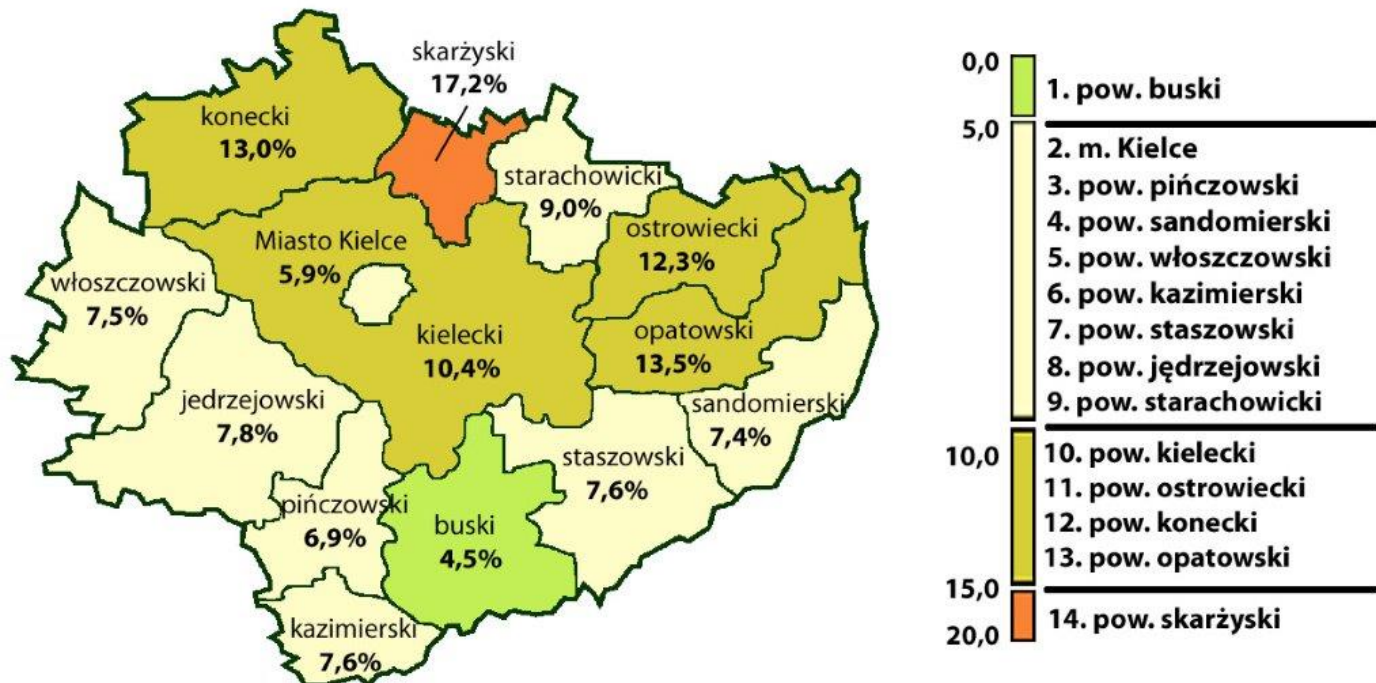 skarżyski
17,2%
konecki
13,0%
starachowicki
9,0%
ostrowiecki
12,3%
Miasto Kielce
5,9%
włoszczowski
7,5%
kielecki
10,4%
opatowski
13,5%
jedrzejowski
7,8%
sandomierski
7,4%
staszowski
7,6%
pińczowski
6,9%
buski
4,5%
kazimierski
7,6%
0,0
1. pow. buski
5,0
2. m. Kielce
3. pow. pińczowski
4. pow. sandomierski
5. pow. włoszczowski
6. pow. kazimierski
7. pow. staszowski
8. pow. jędrzejowski
9. pow. starachowicki
10,0
10. pow. kielecki
11. pow. ostrowiecki
12. pow. konecki
13. pow. opatowski
15,0
14. pow. skarżyski
20,0